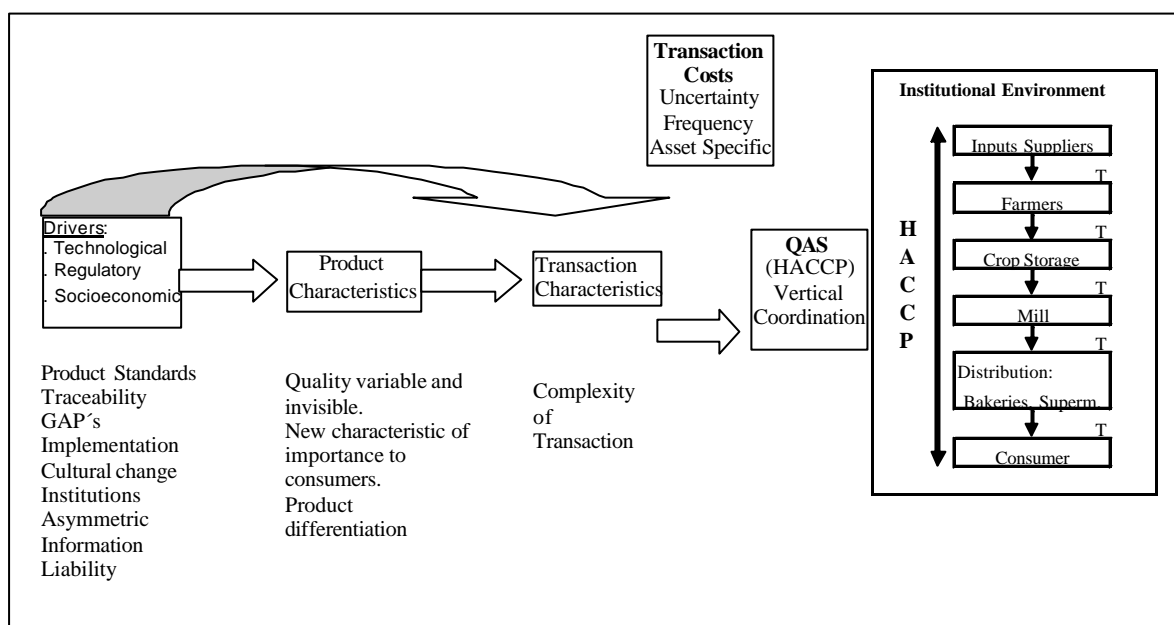 Transaction
Costs
Uncertainty
Frequency
Asset Specific
Drivers:
. Technological
. Regulatory
. Socioeconomic
Product
Characteristics
Transaction
Characteristics
QAS
(HACCP)
Vertical
Coordination
Product Standards
Traceability
GAP´s
Implementation
Cultural change
Institutions
Asymmetric
Information
Liability
Quality variable and
invisible.
New characteristic of
importance to
consumers.
Product
differentiation
Complexity
of
Transaction
Institutional Environment
H
A
C
C
P
Inputs Suppliers
T
Farmers
T
Crop Storage
T
Mill
T
Distribution:
Bakeries, Superm.
T
Consumer